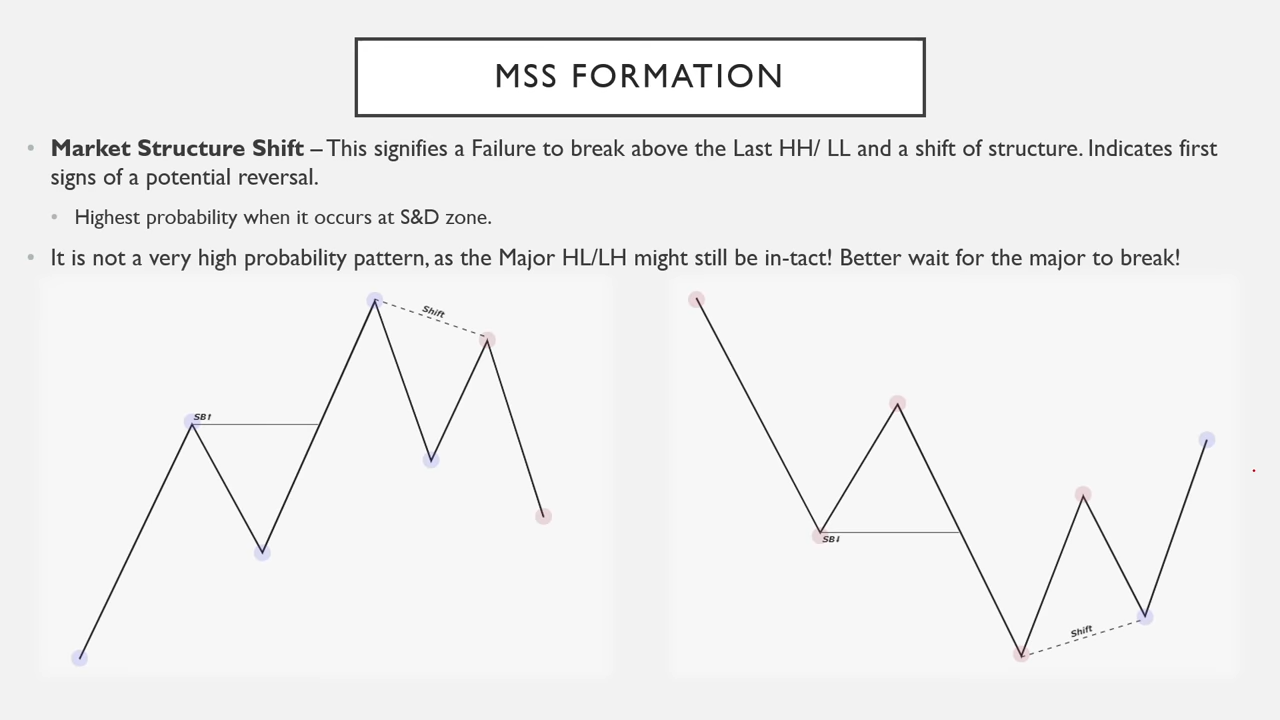 MSS FORMATION
• Market Structure Shift – This signifies a Failure to break above the Last HH/ LL and a shift of structure. Indicates first
signs of a potential reversal.
• Highest probability when it occurs at S&D zone.
• It is not a very high probability pattern, as the Major HL/LH might still be in-tact! Better wait for the major to break!
Shift
SB↑
SB↓
Shift